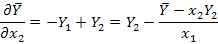 ∂Ȳ/∂x₂ = −Y₁ + Y₂ = Y₂ − (Ȳ − x₂Y₂)/x₁